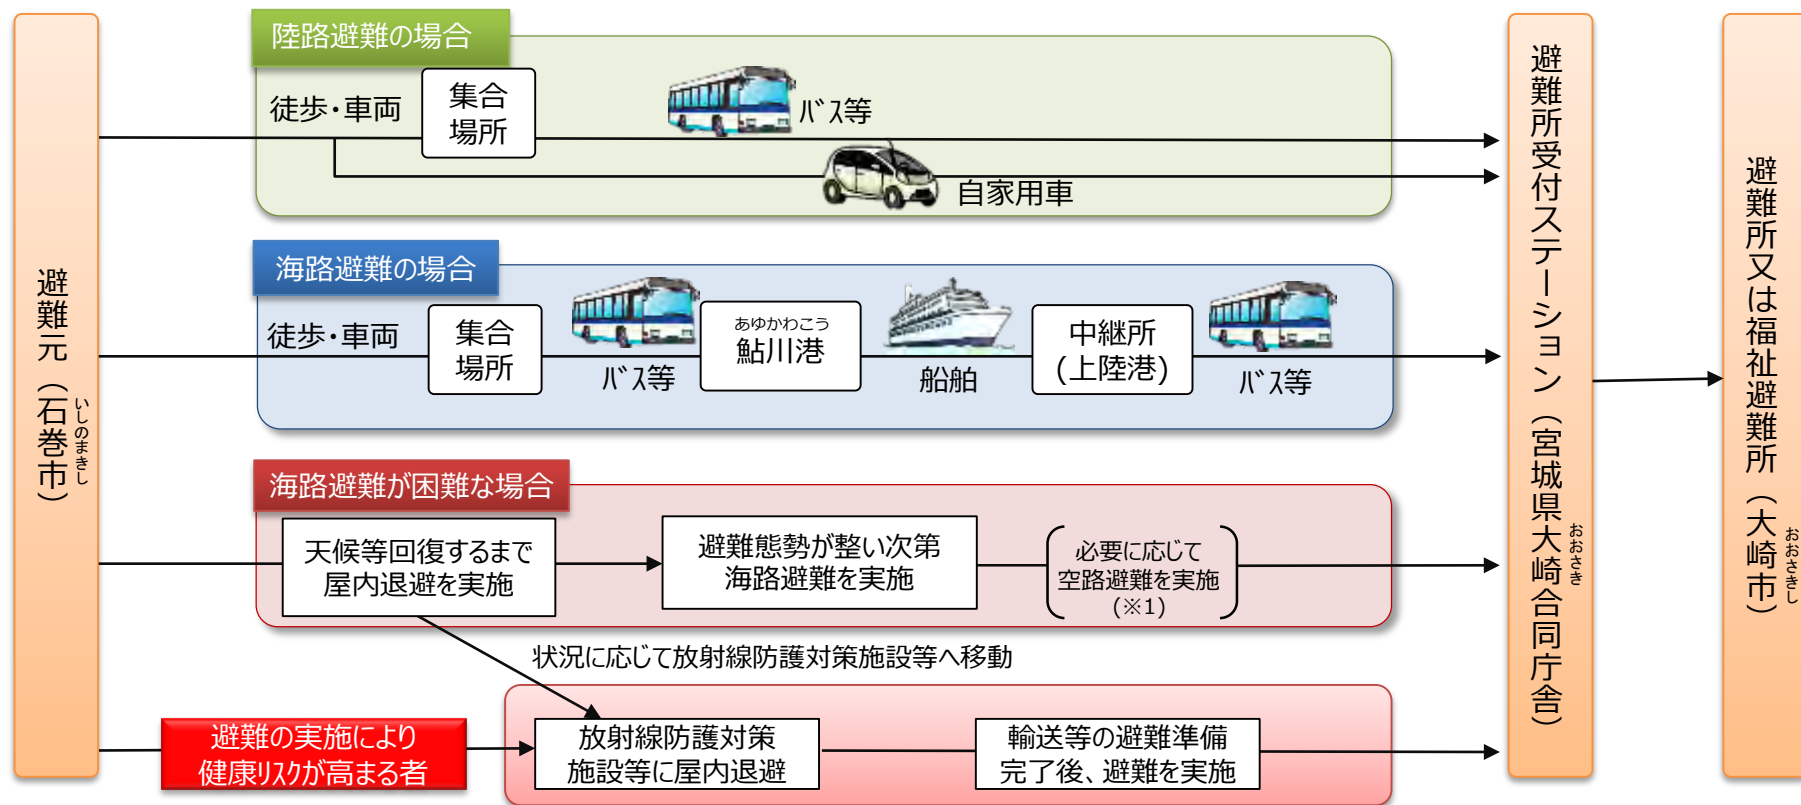 避難元（石巻市）
いしのまきし
陸路避難の場合
徒歩・車両
集合
場所
バス等
自家用車
海路避難の場合
徒歩・車両
集合
場所
バス等
あゆかわこう
鮎川港
船舶
中継所
(上陸港)
バス等
海路避難が困難な場合
天候等回復するまで
屋内退避を実施
避難態勢が整い次第
海路避難を実施
必要に応じて
空路避難を実施
(※1)
状況に応じて放射線防護対策施設等へ移動
避難の実施により
健康リスクが高まる者
放射線防護対策
施設等に屋内退避
輸送等の避難準備
完了後、避難を実施
避難所受付ステーション（宮城県大崎合同庁舎）
おおさき
避難所又は福祉避難所（大崎市）
おおさきし